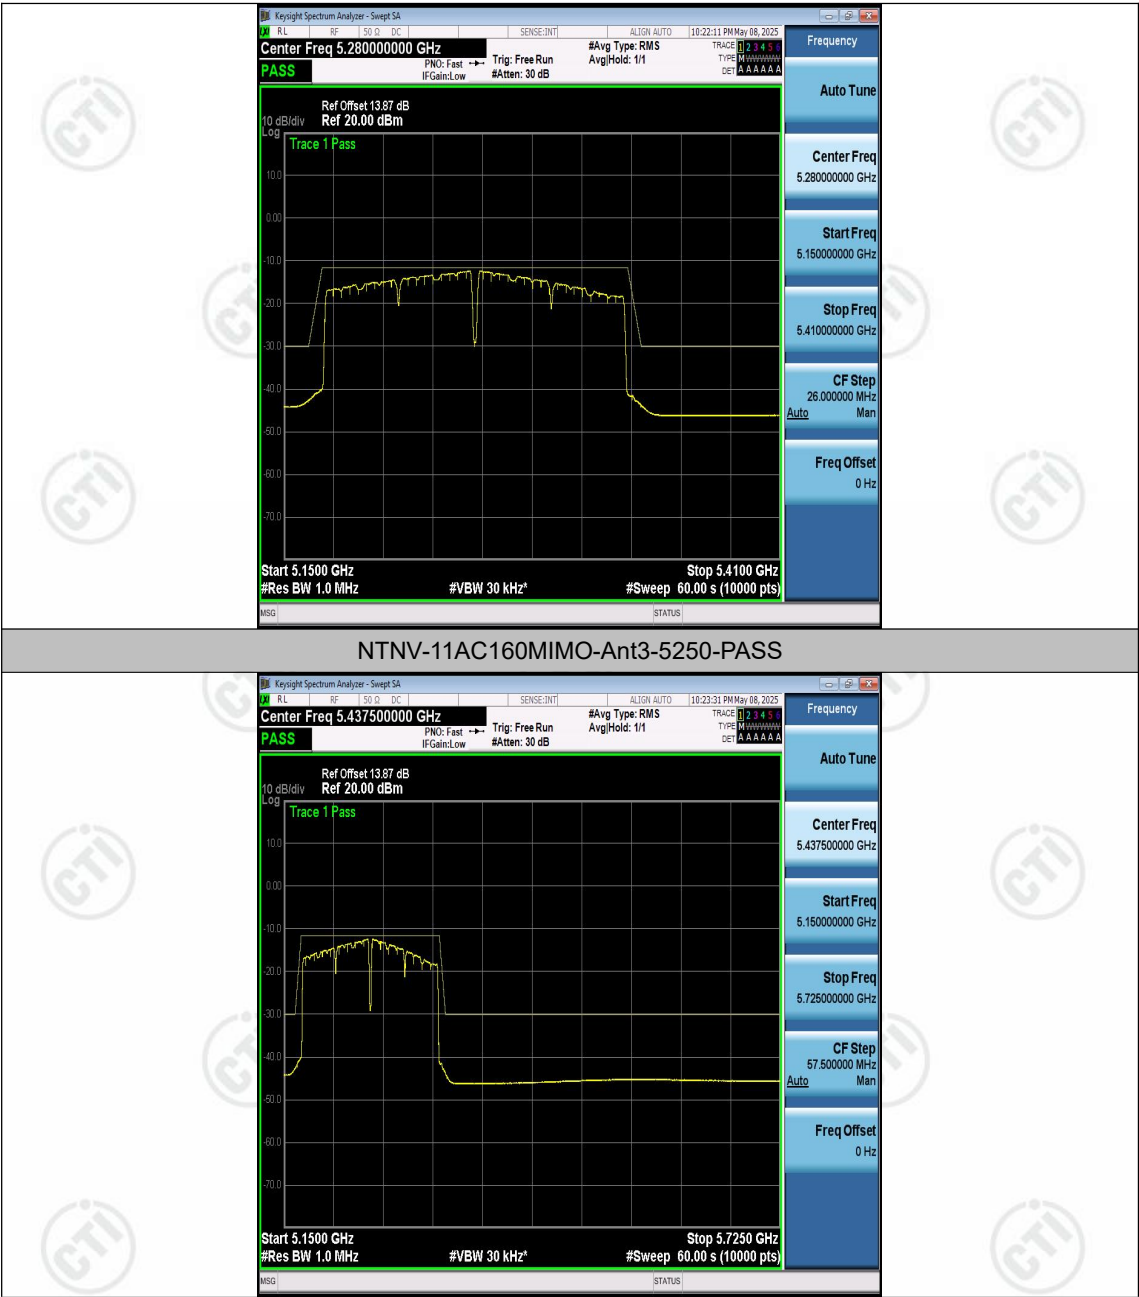 Keysight Spectrum Analyzer - Swept SA
RL RF 50 Ω DC SENSE:INT ALIGN AUTO 10:22:11 PM May 08, 2025
Center Freq 5.280000000 GHz #Avg Type: RMS TRACE 1 2 3 4 5 6
PASS PNO: Fast Trig: Free Run Avg|Hold: 1/1 TYPE M WWWWW
IFGain:Low #Atten: 30 dB DET A A A A A A
Ref Offset 13.87 dB
10 dB/div Ref 20.00 dBm
Log
Trace 1 Pass
10.0
0.00
-10.0
-20.0
-30.0
-40.0
-50.0
-60.0
-70.0
Start 5.1500 GHz Stop 5.4100 GHz
#Res BW 1.0 MHz #VBW 30 kHz* #Sweep 60.00 s (10000 pts)
MSG STATUS
Frequency
Auto Tune
Center Freq
5.280000000 GHz
Start Freq
5.150000000 GHz
Stop Freq
5.410000000 GHz
CF Step
26.000000 MHz
Auto Man
Freq Offset
0 Hz
NTNV-11AC160MIMO-Ant3-5250-PASS
Keysight Spectrum Analyzer - Swept SA
RL RF 50 Ω DC SENSE:INT ALIGN AUTO 10:23:31 PM May 08, 2025
Center Freq 5.437500000 GHz #Avg Type: RMS TRACE 1 2 3 4 5 6
PASS PNO: Fast Trig: Free Run Avg|Hold: 1/1 TYPE M WWWWW
IFGain:Low #Atten: 30 dB DET A A A A A A
Ref Offset 13.87 dB
10 dB/div Ref 20.00 dBm
Log
Trace 1 Pass
10.0
0.00
-10.0
-20.0
-30.0
-40.0
-50.0
-60.0
-70.0
Start 5.1500 GHz Stop 5.7250 GHz
#Res BW 1.0 MHz #VBW 30 kHz* #Sweep 60.00 s (10000 pts)
MSG STATUS
Frequency
Auto Tune
Center Freq
5.437500000 GHz
Start Freq
5.150000000 GHz
Stop Freq
5.725000000 GHz
CF Step
57.500000 MHz
Auto Man
Freq Offset
0 Hz
CTI
CTI
CTI
CTI
CTI
CTI
CTI
CTI
CTI
CTI